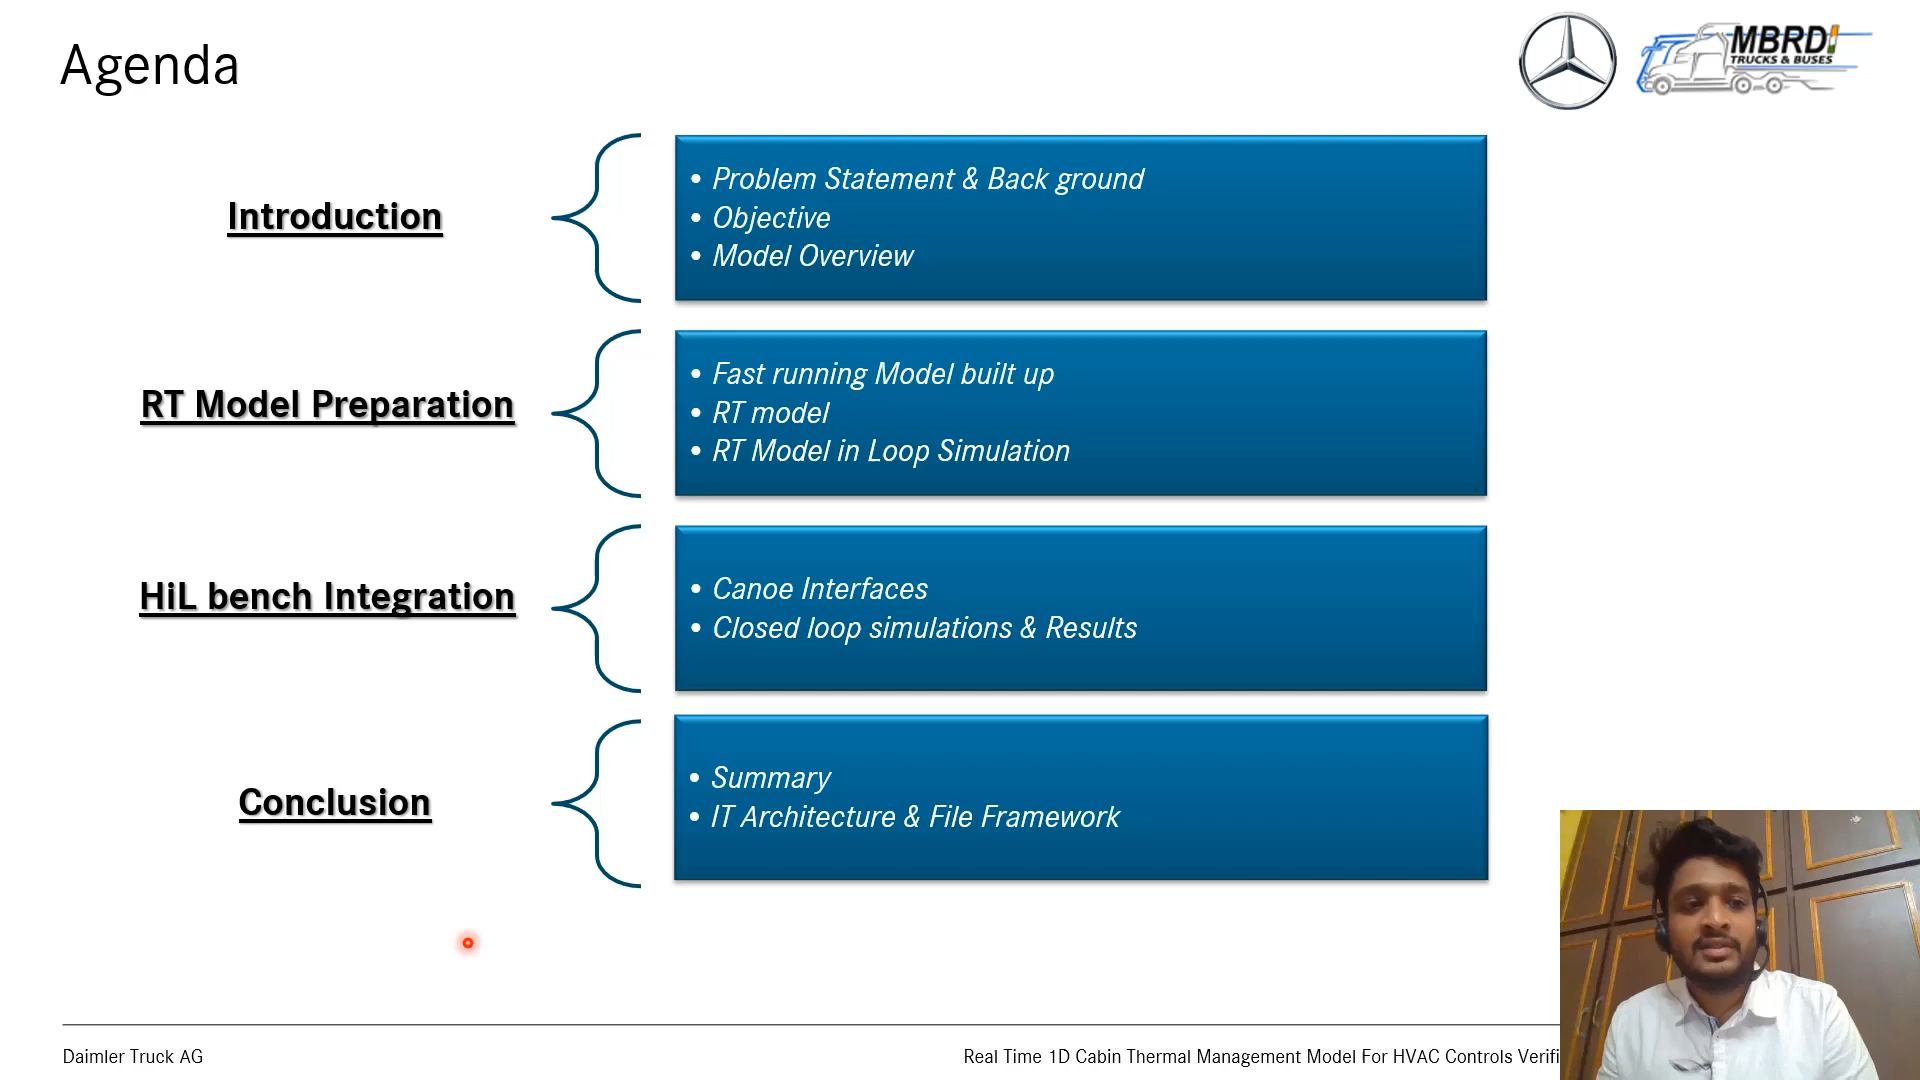 Agenda
MBRDI
TRUCKS & BUSES
Introduction
• Problem Statement & Back ground
• Objective
• Model Overview
RT Model Preparation
• Fast running Model built up
• RT model
• RT Model in Loop Simulation
HiL bench Integration
• Canoe Interfaces
• Closed loop simulations & Results
Conclusion
• Summary
• IT Architecture & File Framework
Daimler Truck AG
Real Time 1D Cabin Thermal Management Model For HVAC Controls Verifi